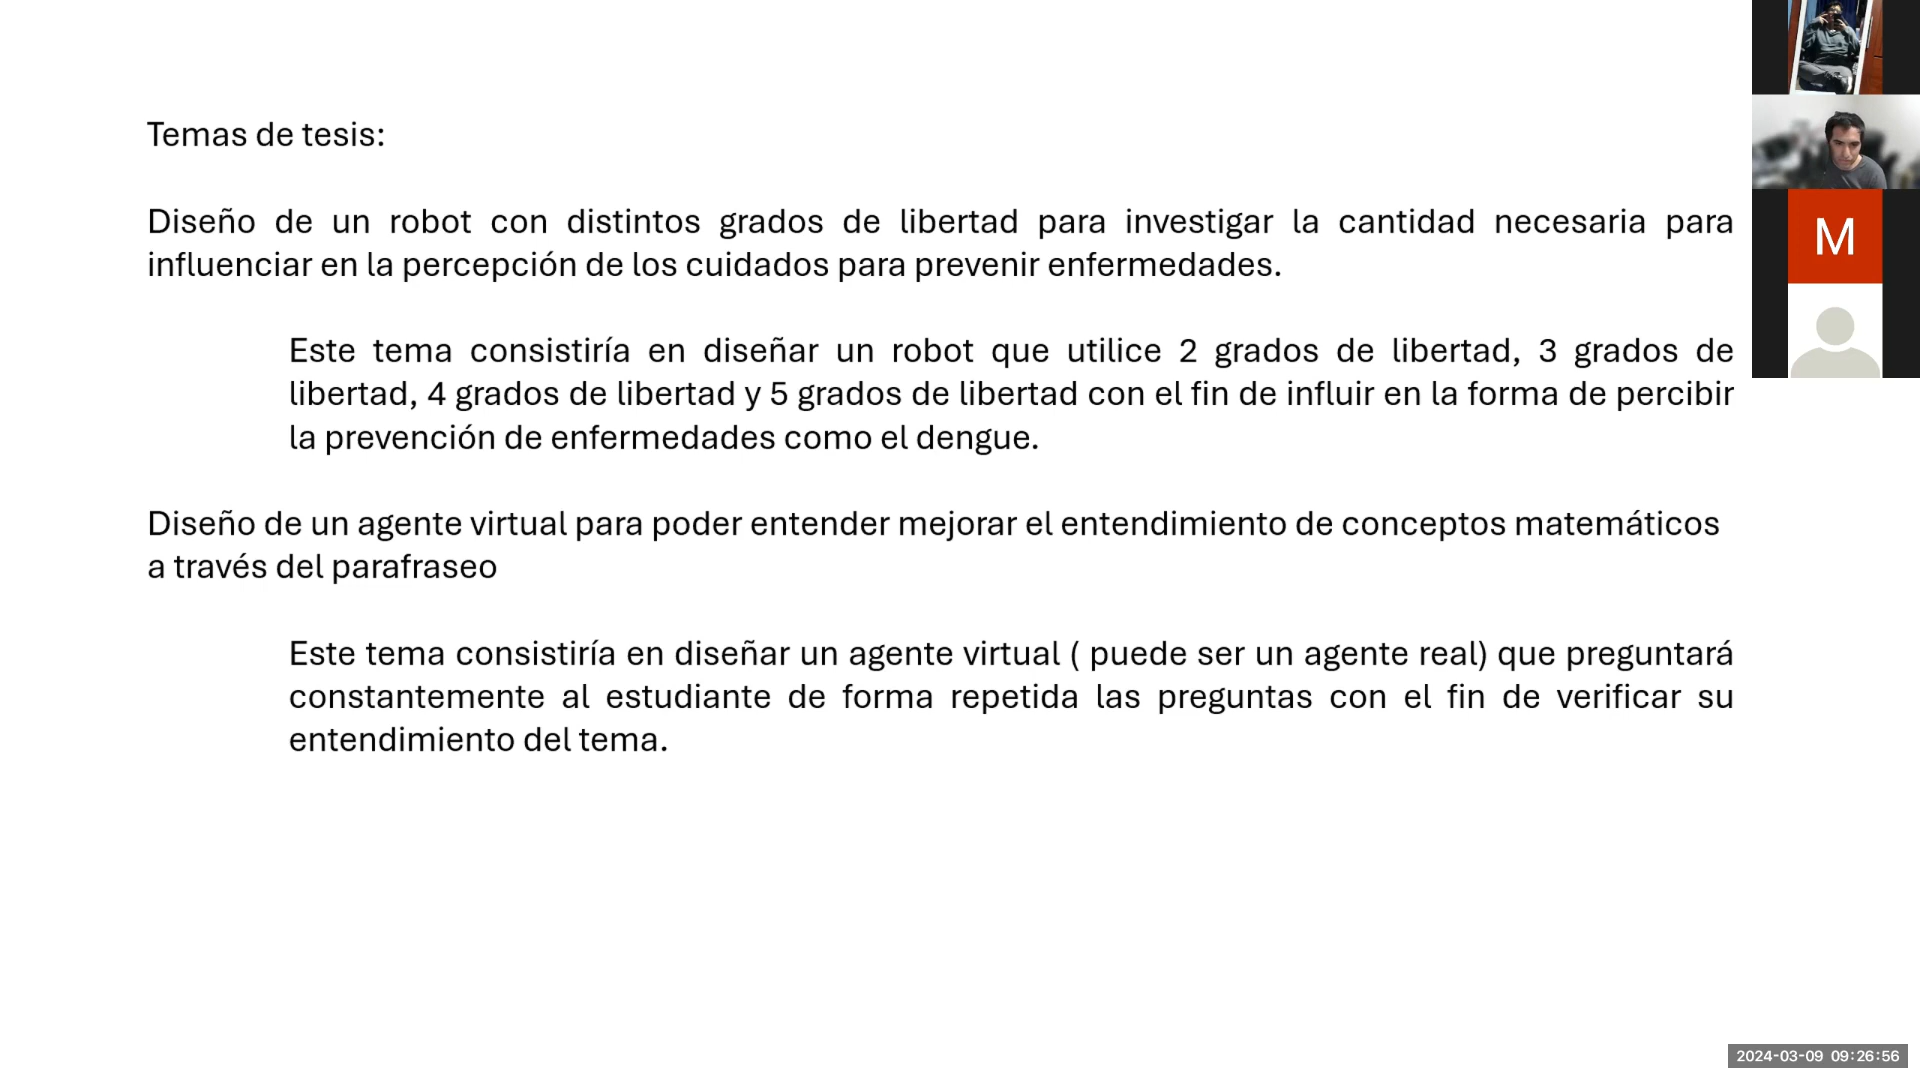 Temas de tesis:
Diseño de un robot con distintos grados de libertad para investigar la cantidad necesaria para
influenciar en la percepción de los cuidados para prevenir enfermedades.
Este tema consistiría en diseñar un robot que utilice 2 grados de libertad, 3 grados de
libertad, 4 grados de libertad y 5 grados de libertad con el fin de influir en la forma de percibir
la prevención de enfermedades como el dengue.
Diseño de un agente virtual para poder entender mejorar el entendimiento de conceptos matemáticos
a través del parafraseo
Este tema consistiría en diseñar un agente virtual ( puede ser un agente real) que preguntará
constantemente al estudiante de forma repetida las preguntas con el fin de verificar su
entendimiento del tema.
M
2024-03-09 09:26:56